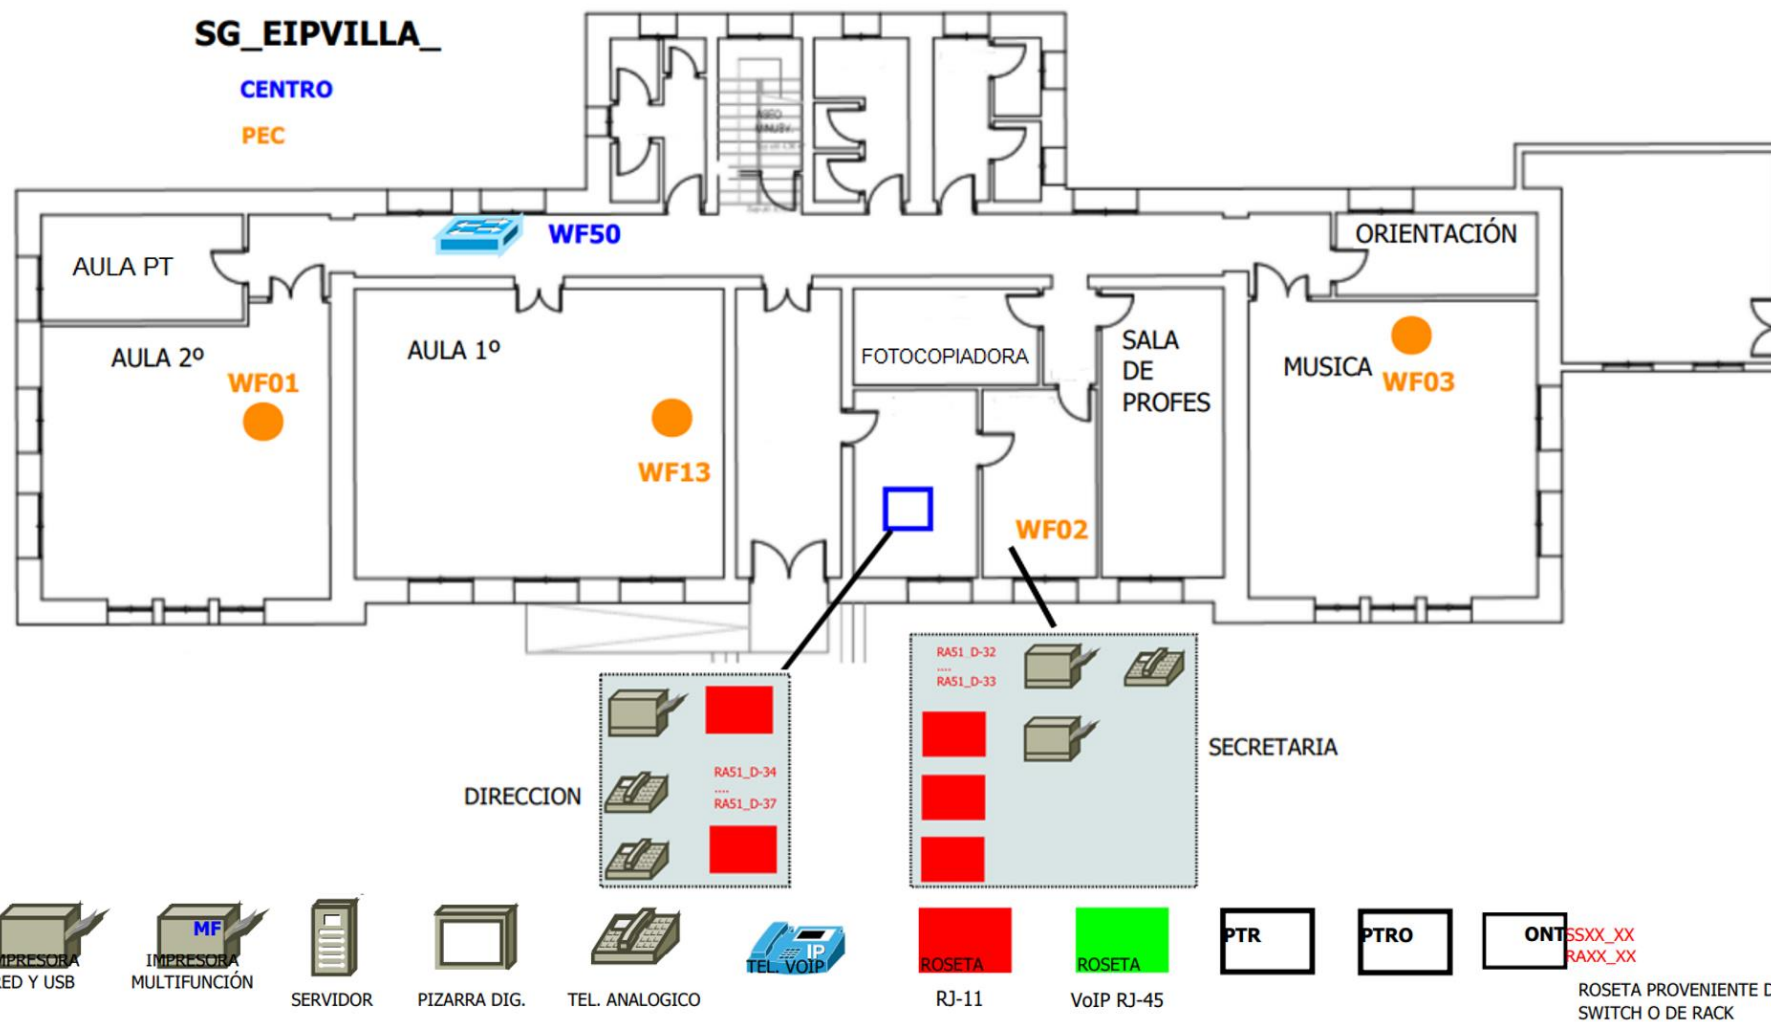 SG_EIPVILLA_
CENTRO
PEC
ASEO
MINUSV.
WF50
ORIENTACIÓN
AULA PT
AULA 2º
AULA 1º
FOTOCOPIADORA
SALA
DE
PROFES
MUSICA
WF01
WF03
WF13
WF02
RA51_D-32
....
RA51_D-33
SECRETARIA
DIRECCION
RA51_D-34
....
RA51_D-37
MPRESORA
RED Y USB
MF
IMPRESORA
MULTIFUNCIÓN
SERVIDOR
PIZARRA DIG.
TEL. ANALOGICO
IP
TEL. VOIP
ROSETA
RJ-11
ROSETA
VoIP RJ-45
PTR
PTRO
ONT
SSXX_XX
RAXX_XX
ROSETA PROVENIENTE D
SWITCH O DE RACK